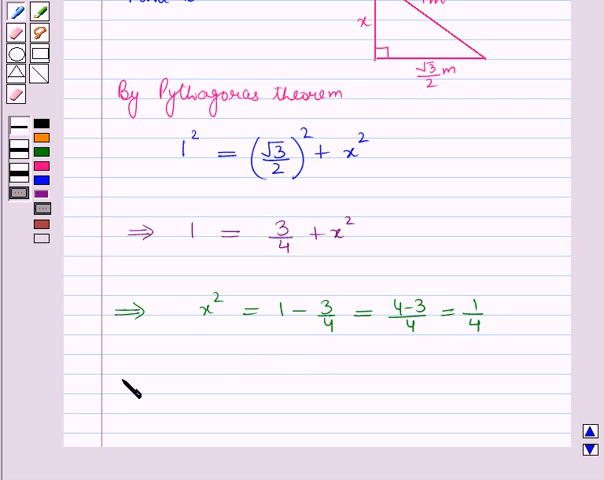 1m
x
√3/2 m
By Pythagoras theorem
1² = (√3/2)² + x²
⇒ 1 = 3/4 + x²
⇒ x² = 1 - 3/4 = 4-3/4 = 1/4